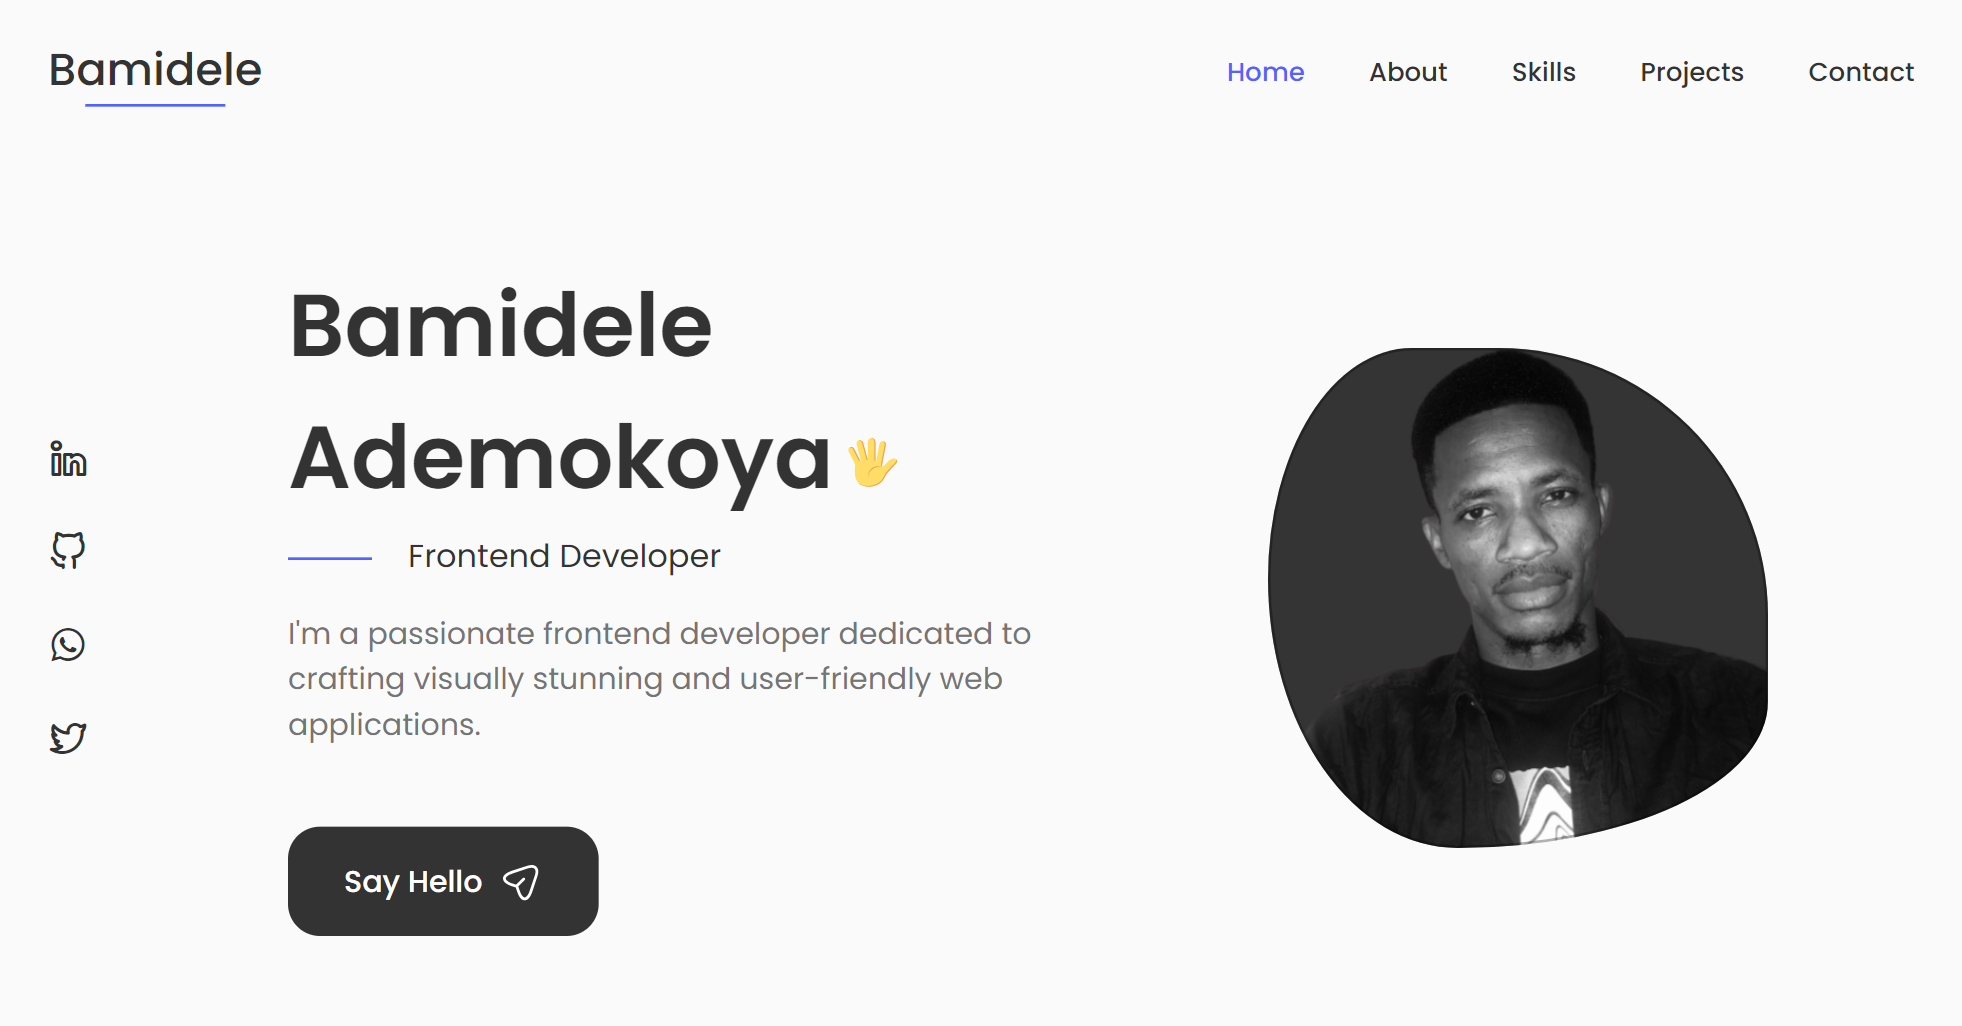 Bamidele
Home About Skills Projects Contact
Bamidele
Ademokoya
Frontend Developer
I'm a passionate frontend developer dedicated to
crafting visually stunning and user-friendly web
applications.
Say Hello